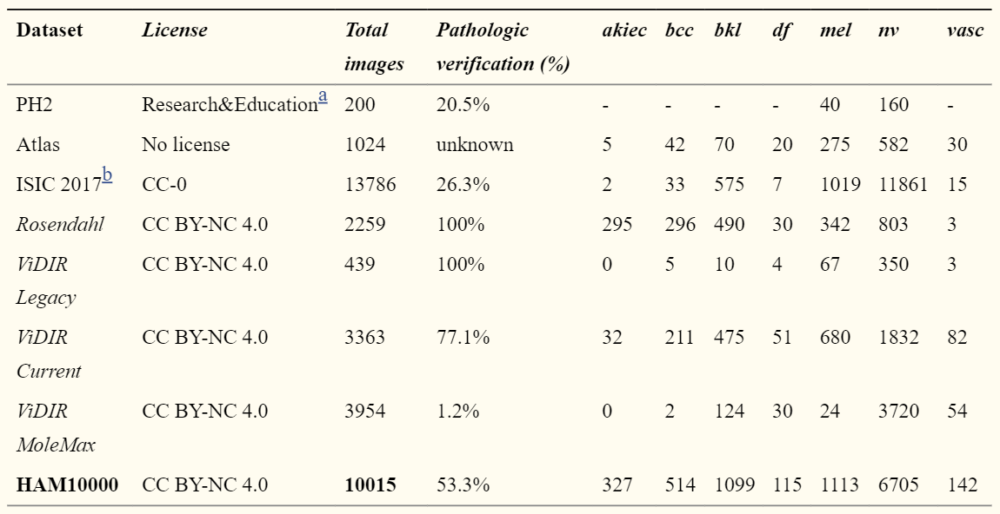 Dataset License Total images Pathologic verification (%) akiec bcc bkl df mel nv vasc
PH2 Research&Educationa 200 20.5% - - - - 40 160 -
Atlas No license 1024 unknown 5 42 70 20 275 582 30
ISIC 2017b CC-0 13786 26.3% 2 33 575 7 1019 11861 15
Rosendahl CC BY-NC 4.0 2259 100% 295 296 490 30 342 803 3
ViDIR Legacy CC BY-NC 4.0 439 100% 0 5 10 4 67 350 3
ViDIR Current CC BY-NC 4.0 3363 77.1% 32 211 475 51 680 1832 82
ViDIR MoleMax CC BY-NC 4.0 3954 1.2% 0 2 124 30 24 3720 54
HAM10000 CC BY-NC 4.0 10015 53.3% 327 514 1099 115 1113 6705 142